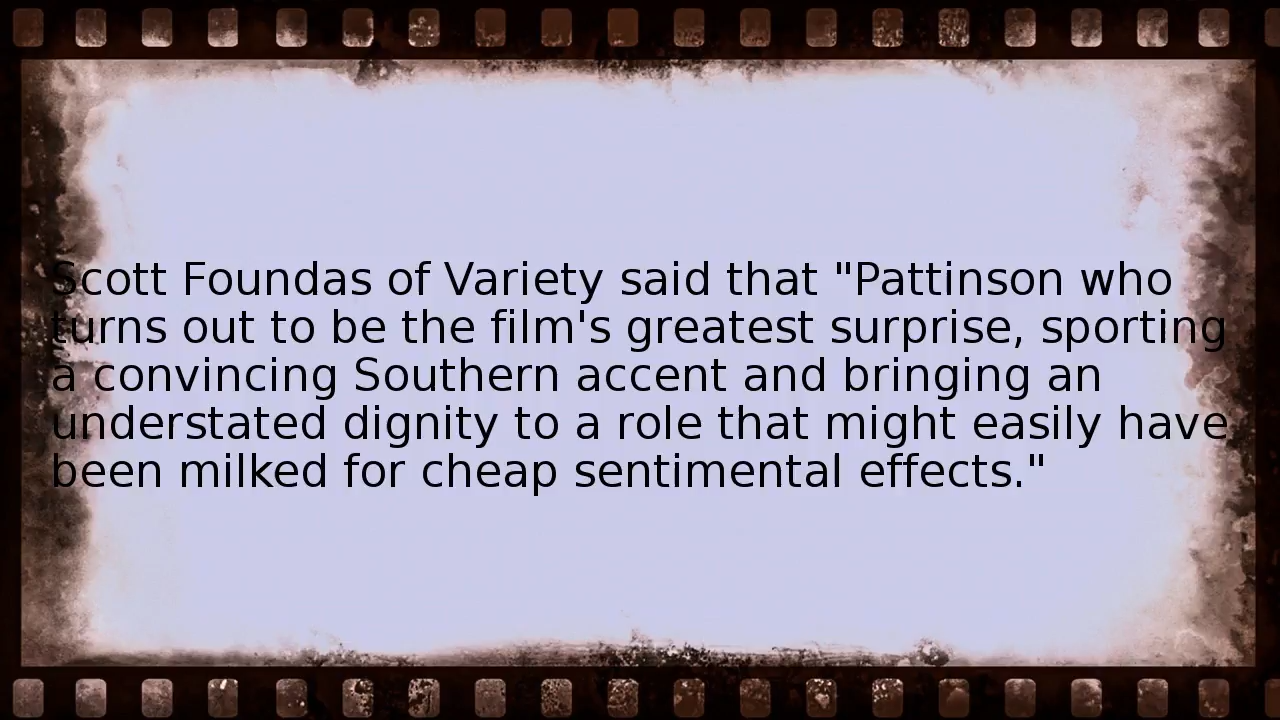 Scott Foundas of Variety said that "Pattinson who
turns out to be the film's greatest surprise, sporting
a convincing Southern accent and bringing an
understated dignity to a role that might easily have
been milked for cheap sentimental effects."